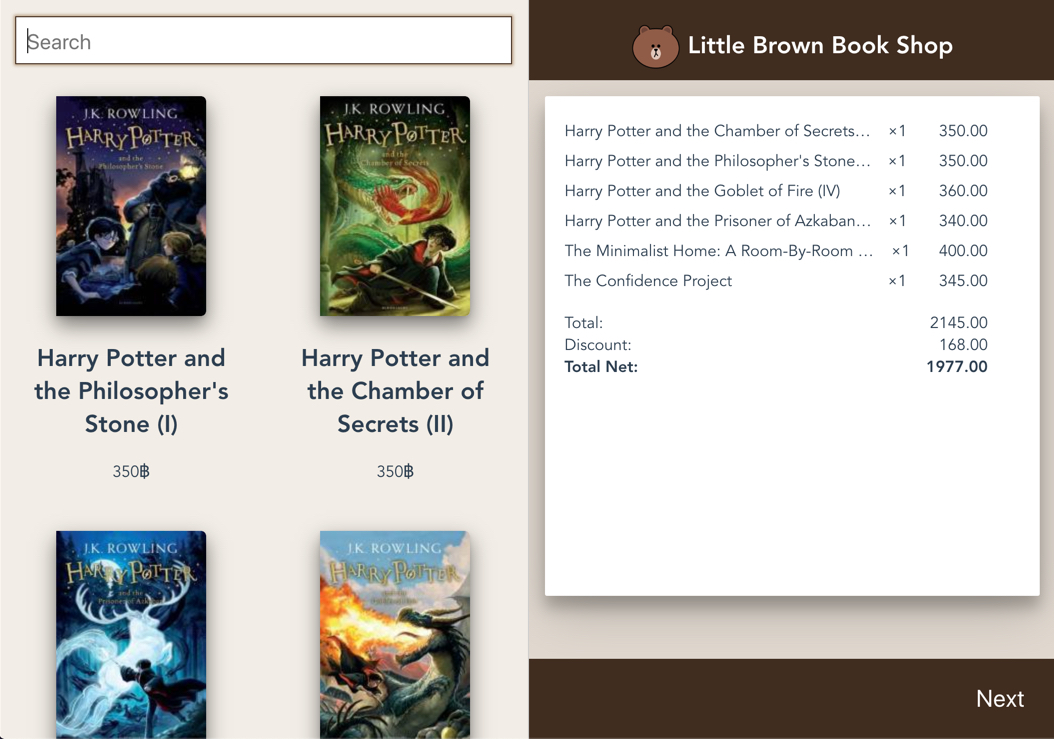 Search
J.K. ROWLING
HARRY POTTER
and the
Philosopher's Stone
J.K. ROWLING
HARRY POTTER
and the
Chamber of Secrets
Harry Potter and
the Philosopher's
Stone (I)
350฿
Harry Potter and
the Chamber of
Secrets (II)
350฿
J.K. ROWLING
HARRY POTTER
and the
Prisoner of Azkaban
J.K. ROWLING
HARRY POTTER
Little Brown Book Shop
Harry Potter and the Chamber of Secrets... ×1 350.00
Harry Potter and the Philosopher's Stone... ×1 350.00
Harry Potter and the Goblet of Fire (IV) ×1 360.00
Harry Potter and the Prisoner of Azkaban... ×1 340.00
The Minimalist Home: A Room-By-Room ... ×1 400.00
The Confidence Project ×1 345.00
Total: 2145.00
Discount: 168.00
Total Net: 1977.00
Next